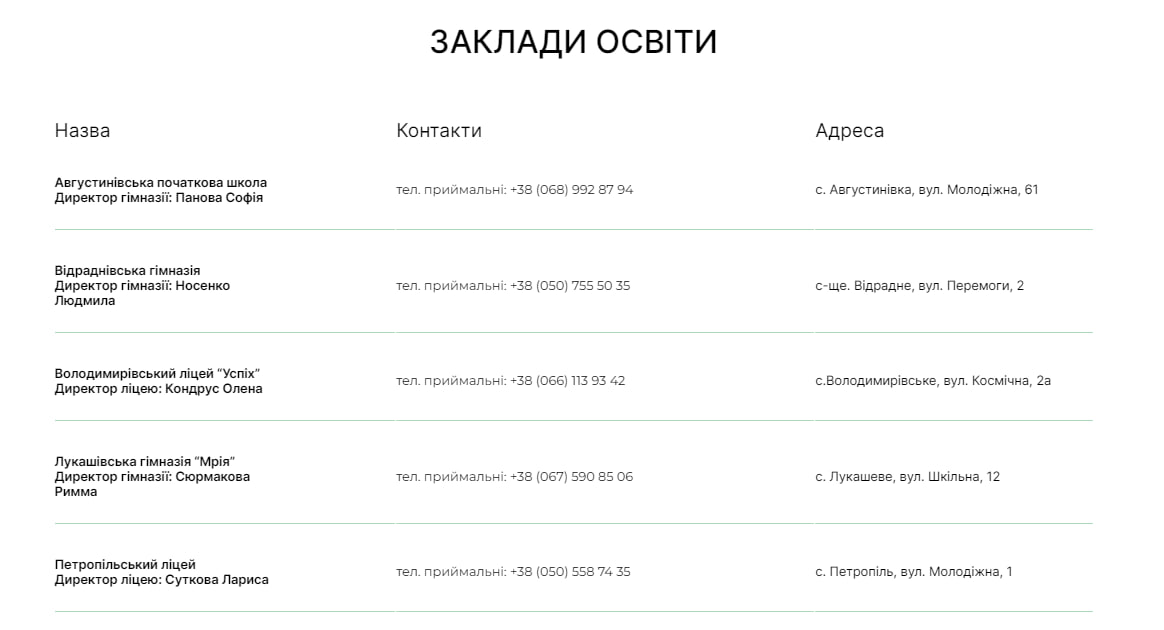 ЗАКЛАДИ ОСВІТИ
Назва
Контакти
Адреса
Августинівська початкова школа
Директор гімназії: Панова Софія
тел. приймальні: +38 (068) 992 87 94
с. Августинівка, вул. Молодіжна, 61
Відраднівська гімназія
Директор гімназії: Носенко
Людмила
тел. приймальні: +38 (050) 755 50 35
с-ще. Відрадне, вул. Перемоги, 2
Володимирівський ліцей “Успіх”
Директор ліцею: Кондрус Олена
тел. приймальні: +38 (066) 113 93 42
с.Володимирівське, вул. Космічна, 2а
Лукашівська гімназія “Мрія”
Директор гімназії: Сюрмакова
Римма
тел. приймальні: +38 (067) 590 85 06
с. Лукашеве, вул. Шкільна, 12
Петропільський ліцей
Директор ліцею: Суткова Лариса
тел. приймальні: +38 (050) 558 74 35
с. Петропіль, вул. Молодіжна, 1